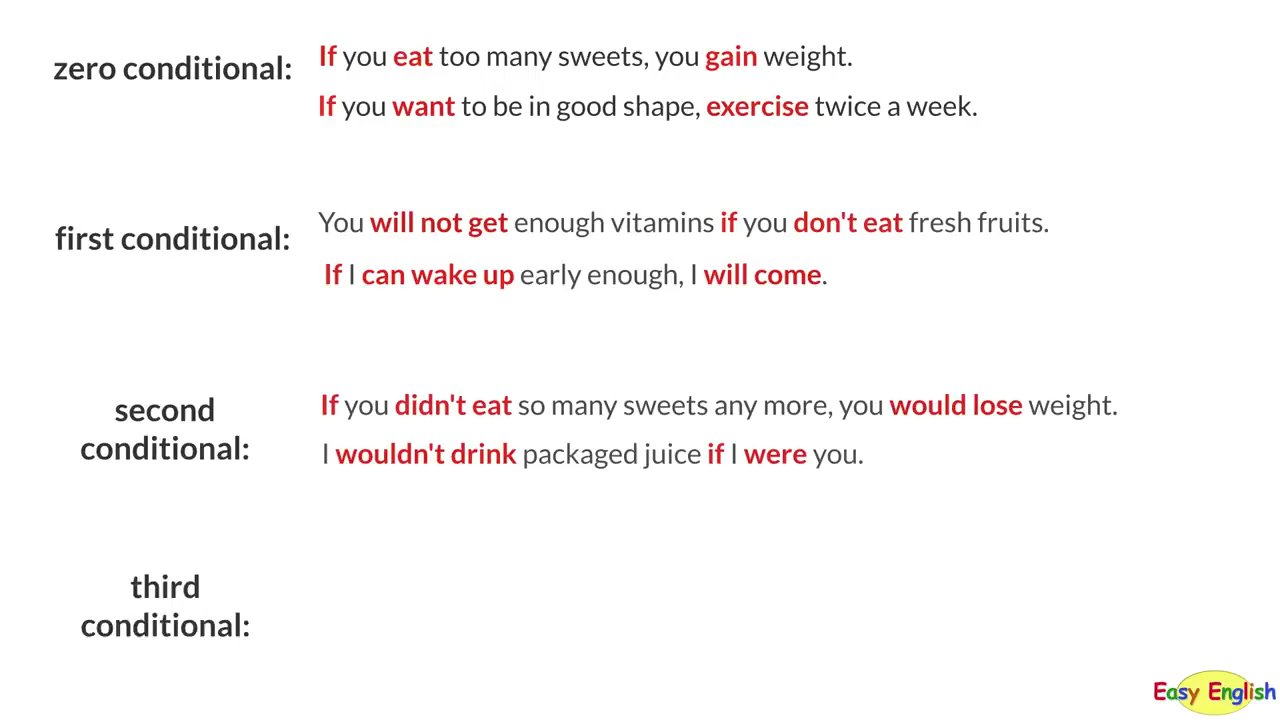 zero conditional:
If you eat too many sweets, you gain weight.
If you want to be in good shape, exercise twice a week.
first conditional:
You will not get enough vitamins if you don't eat fresh fruits.
If I can wake up early enough, I will come.
second
conditional:
If you didn't eat so many sweets any more, you would lose weight.
I wouldn't drink packaged juice if I were you.
third
conditional:
Easy English